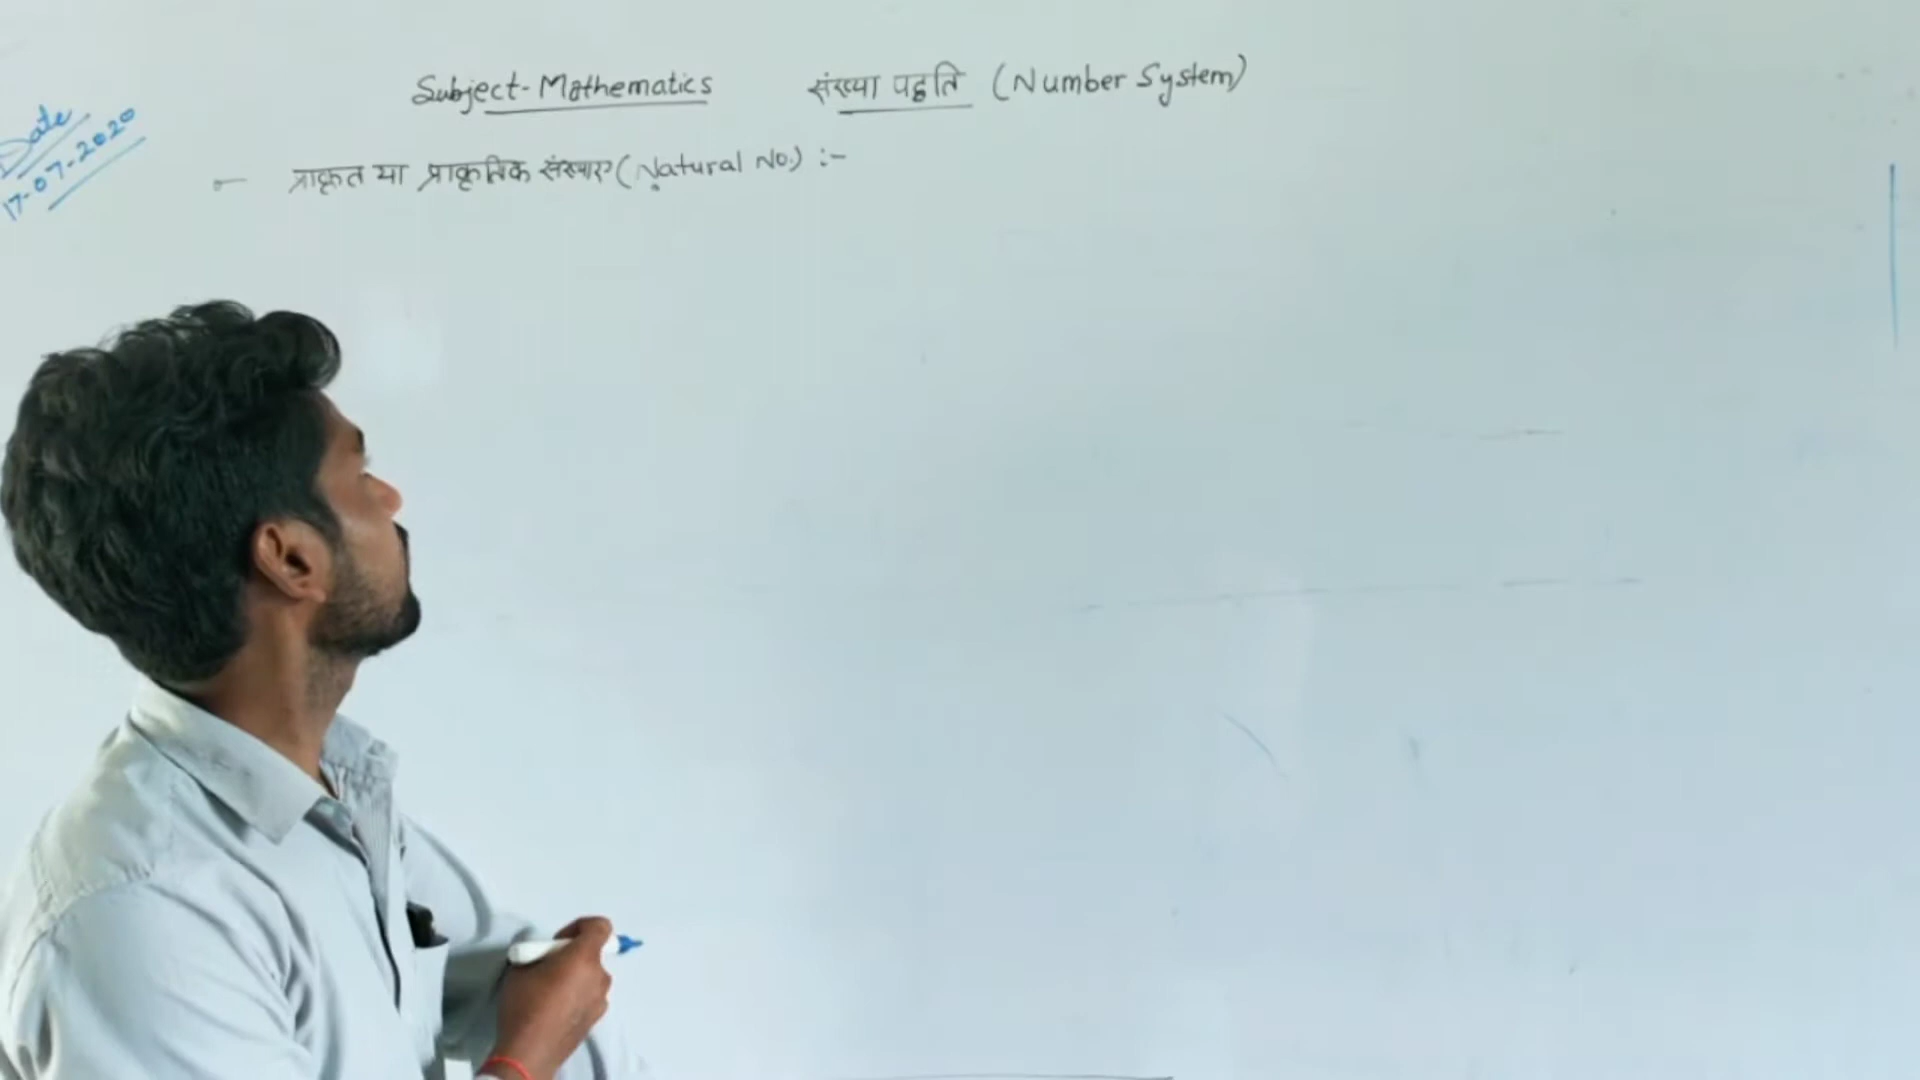 Date
17-07-2020
Subject-Mathematics संख्या पद्धति (Number System)
प्राकृत या प्राकृतिक संख्याए (Natural No.) :-